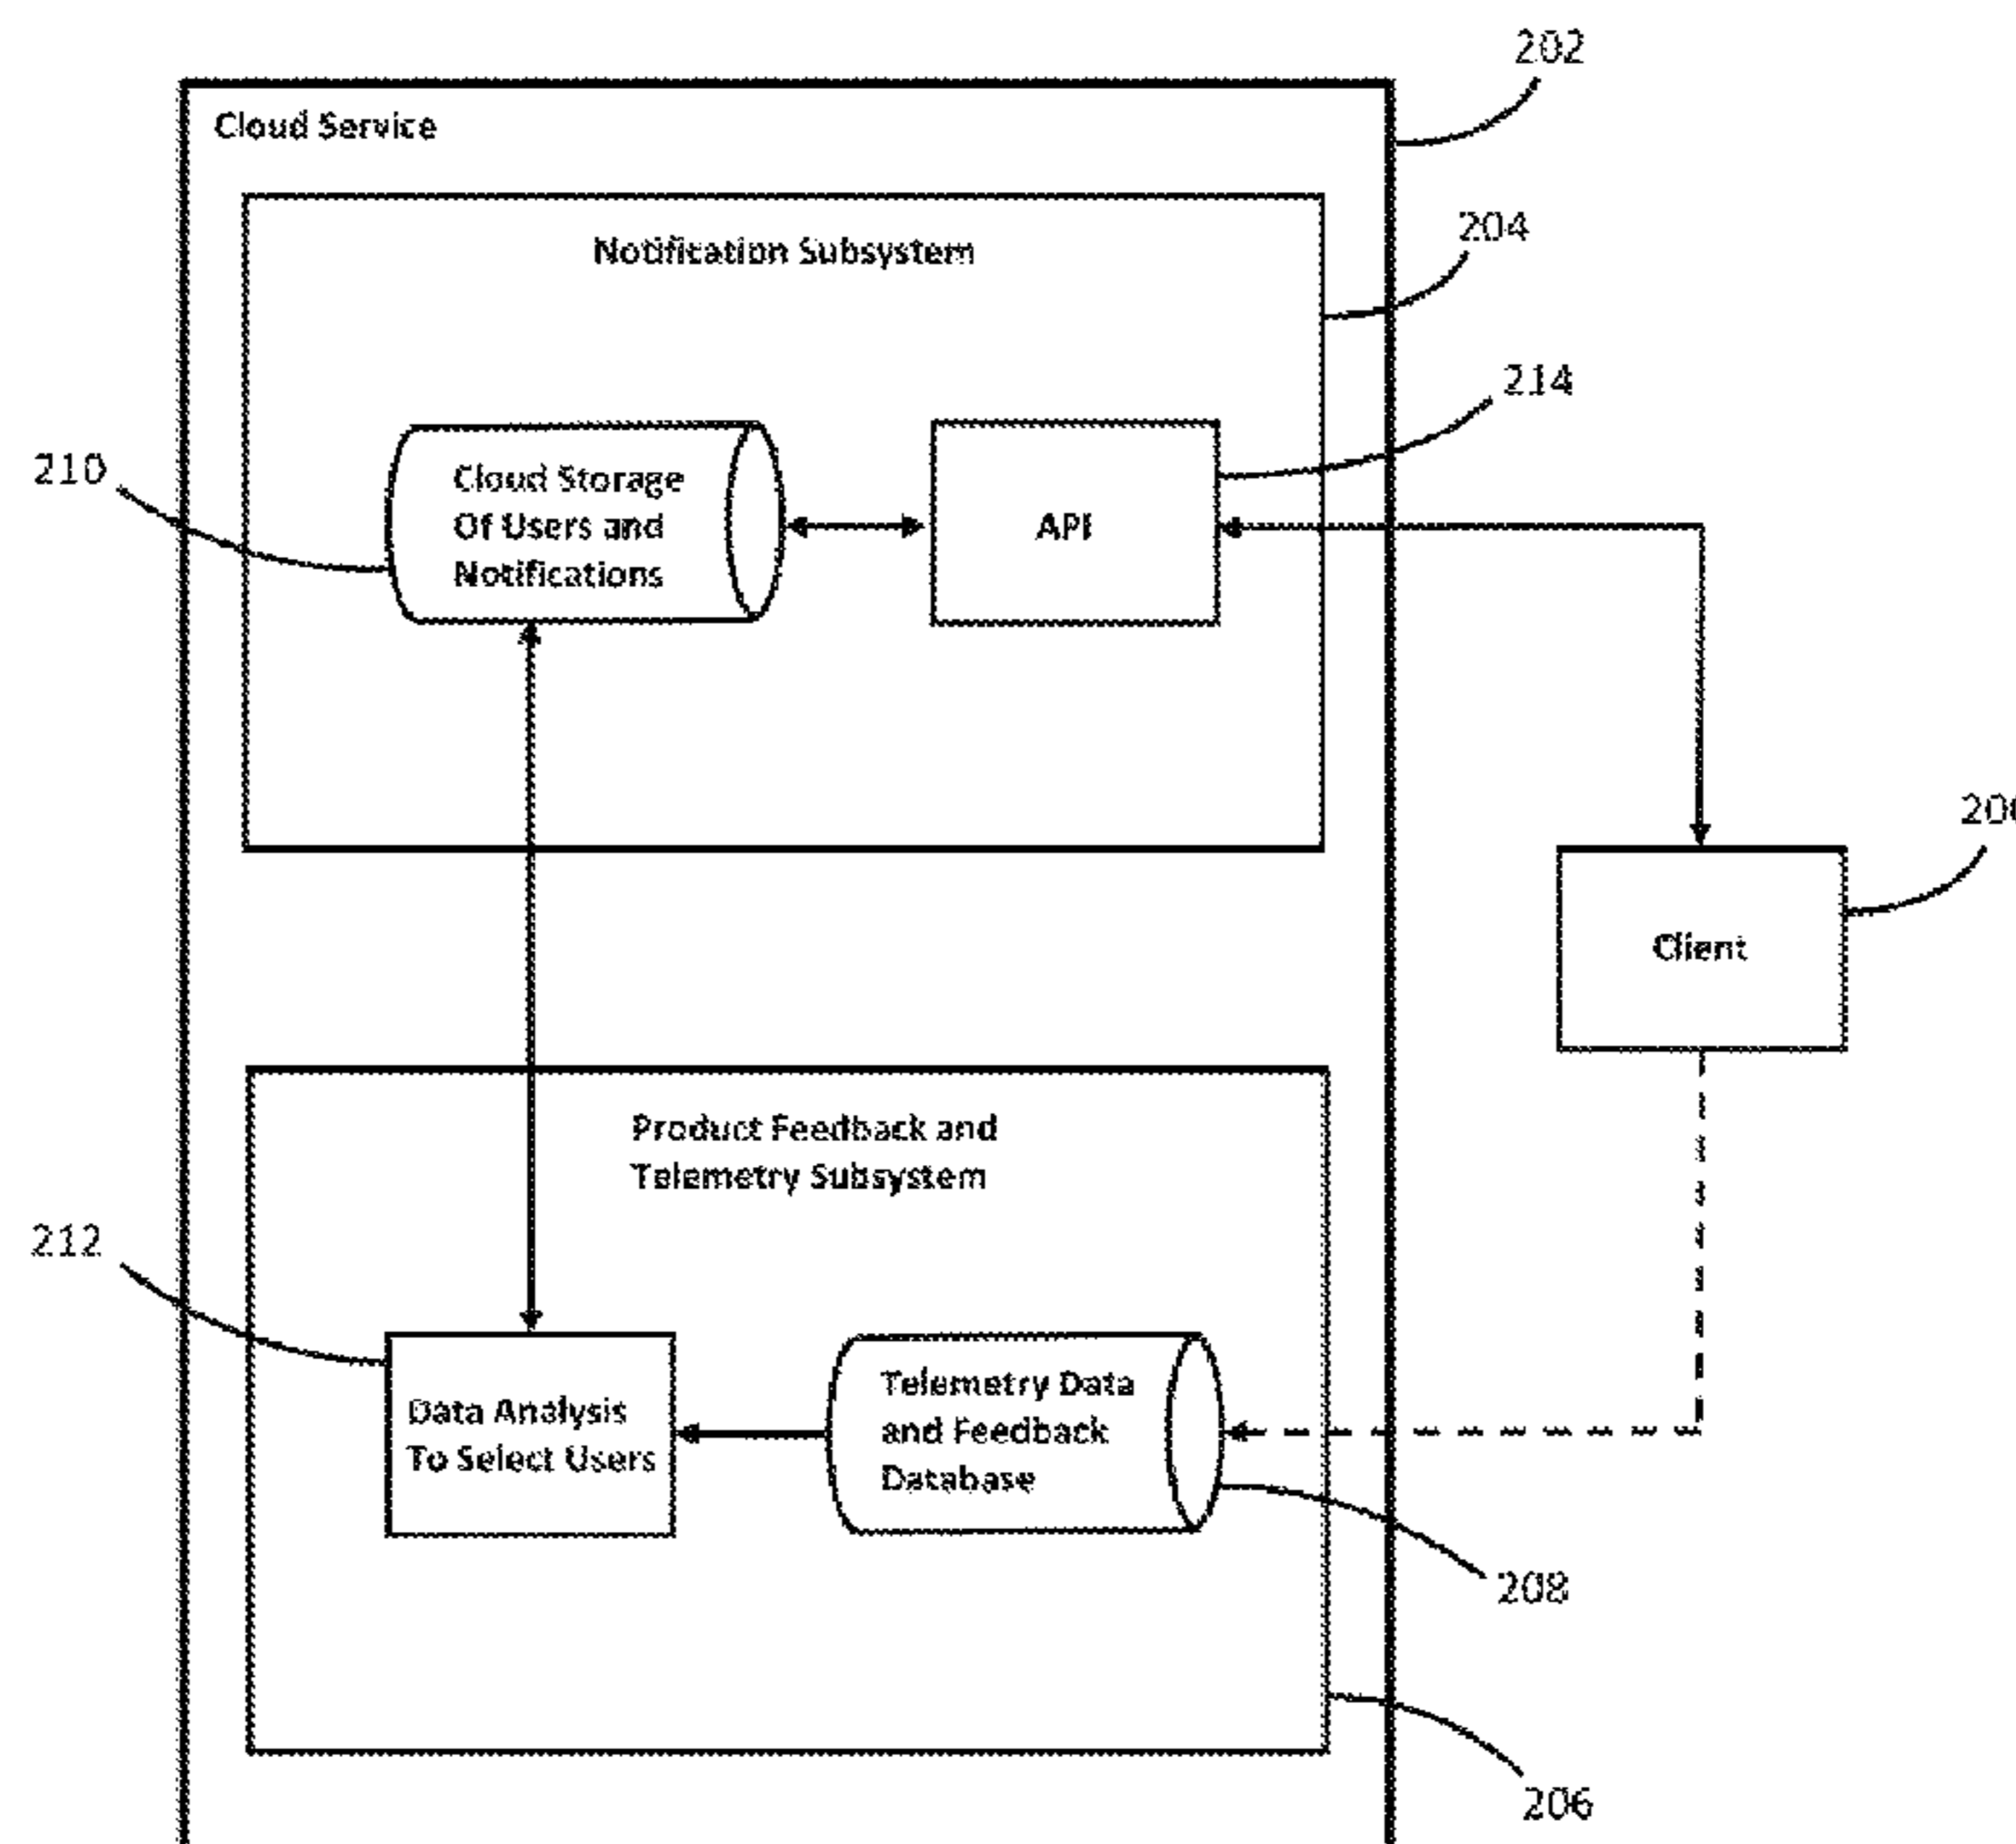 202
Cloud Service
204
Notification Subsystem
214
210
Cloud Storage
Of Users and
Notifications
API
Client
Product Feedback and
Telemetry Subsystem
212
Data Analysis
To Select Users
Telemetry Data
and Feedback
Database
208
206